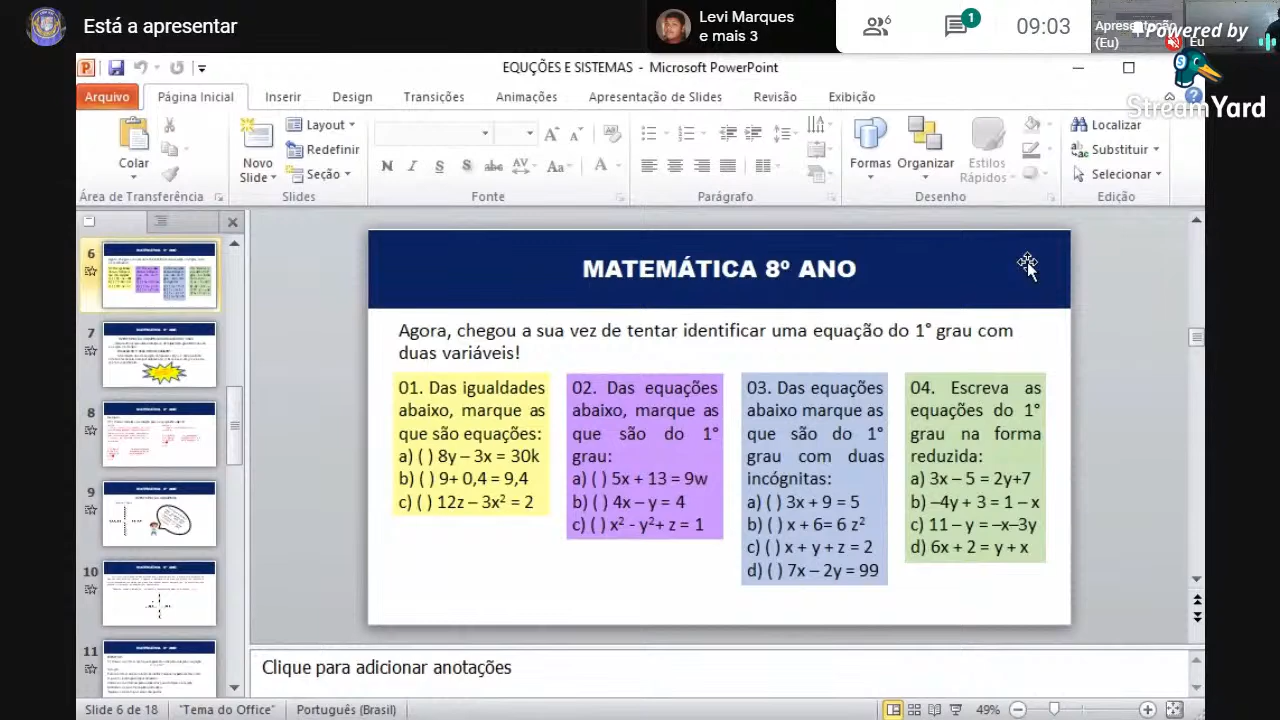 Está a apresentar
Levi Marques
e mais 3
6
1
09:03
Apresentação
(Eu)
Eu
Powered by
StreamYard
EQUÇÕES E SISTEMAS - Microsoft PowerPoint
Arquivo
Página Inicial
Inserir
Design
Transições
Animações
Apresentação de Slides
Revisão
Exibição
Colar
Novo
Slide
Layout
Redefinir
Seção
Formas
Organizar
Estilos
Rápidos
Localizar
Substituir
Selecionar
Área de Transferência
Slides
Fonte
Parágrafo
Desenho
Edição
6
7
8
9
10
11
MATEMÁTICA 8º ANO
Agora, chegou a sua vez de tentar identificar uma equação do 1° grau com
duas variáveis!
01. Das igualdades
abaixo, marque as
que são equações:
a) ( ) 8y – 3x = 30k
b) ( ) 9+ 0,4 = 9,4
c) ( ) 12z – 3x² = 2
02. Das equações
abaixo, marque as
que são do 1°
grau:
a) ( ) 5x + 13 = 9w
b) ( ) 4x – y = 4
c) ( ) x² - y²+ z = 1
03. Das equações
abaixo marque as
que são do 1°
grau com duas
incógnitas:
a) ( ) 3x + z = 5
b) ( ) x + 6= 6 z²
c) ( ) x + y = xy
d) ( ) 7x – 2y = 99
04. Escreva as
equações do 1°
grau na forma
reduzida:
a) 3x – 5 = 2y+7
b) –4y + 3 = 1 – x
c) 11 – y = –x–3y
d) 6x + 2 = y + x
Clique para adicionar anotações
Slide 6 de 18
"Tema do Office"
Português (Brasil)
49%